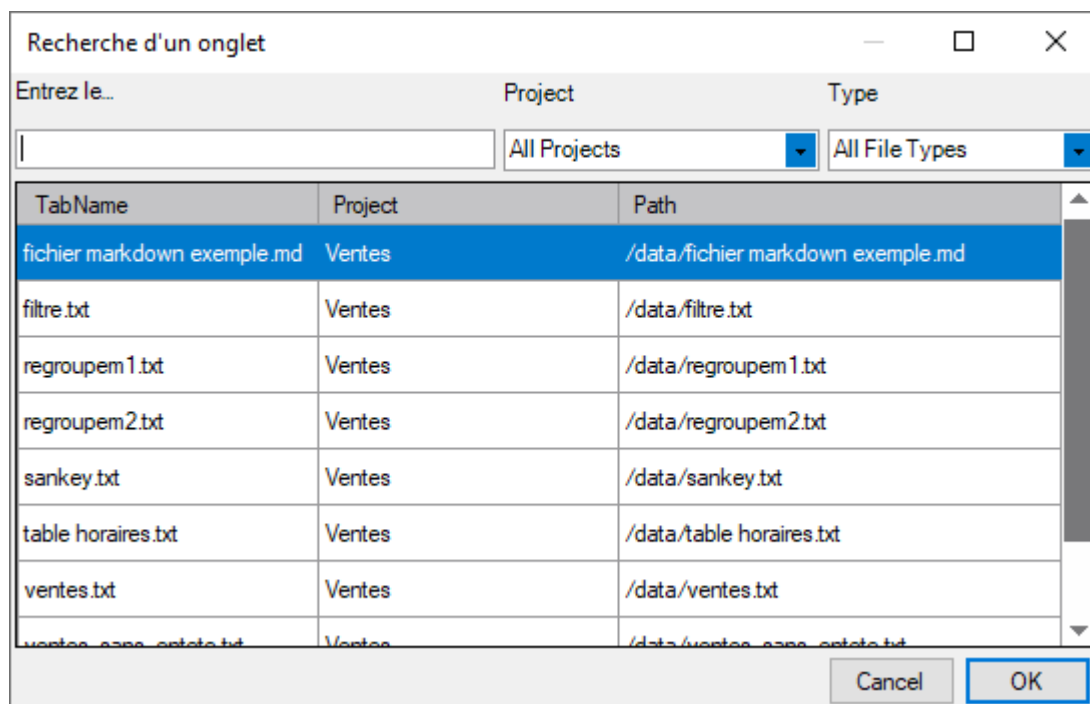 Recherche d'un onglet
Entrez le... Project Type
All Projects All File Types
TabName Project Path
fichier markdown exemple.md Ventes /data/fichier markdown exemple.md
filtre.txt Ventes /data/filtre.txt
regroupem1.txt Ventes /data/regroupem1.txt
regroupem2.txt Ventes /data/regroupem2.txt
sankey.txt Ventes /data/sankey.txt
table horaires.txt Ventes /data/table horaires.txt
ventes.txt Ventes /data/ventes.txt
Cancel OK